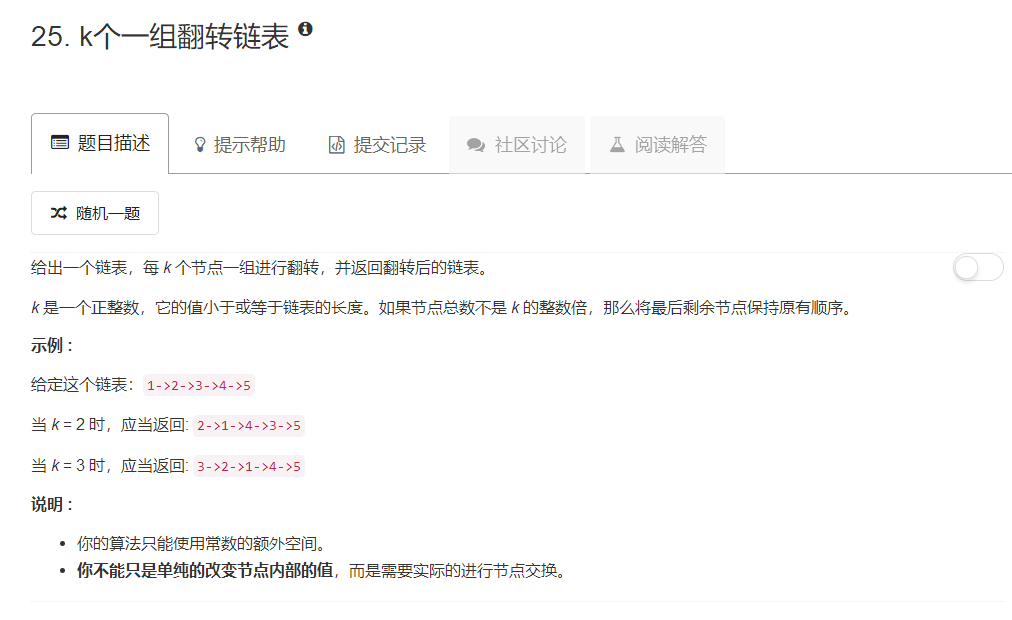 25. k个一组翻转链表
题目描述 提示帮助 提交记录 社区讨论 阅读解答
随机一题
给出一个链表，每 k 个节点一组进行翻转，并返回翻转后的链表。
k 是一个正整数，它的值小于或等于链表的长度。如果节点总数不是 k 的整数倍，那么将最后剩余节点保持原有顺序。
示例 :
给定这个链表：1->2->3->4->5
当 k = 2 时，应当返回: 2->1->4->3->5
当 k = 3 时，应当返回: 3->2->1->4->5
说明 :
• 你的算法只能使用常数的额外空间。
• 你不能只是单纯的改变节点内部的值，而是需要实际的进行节点交换。